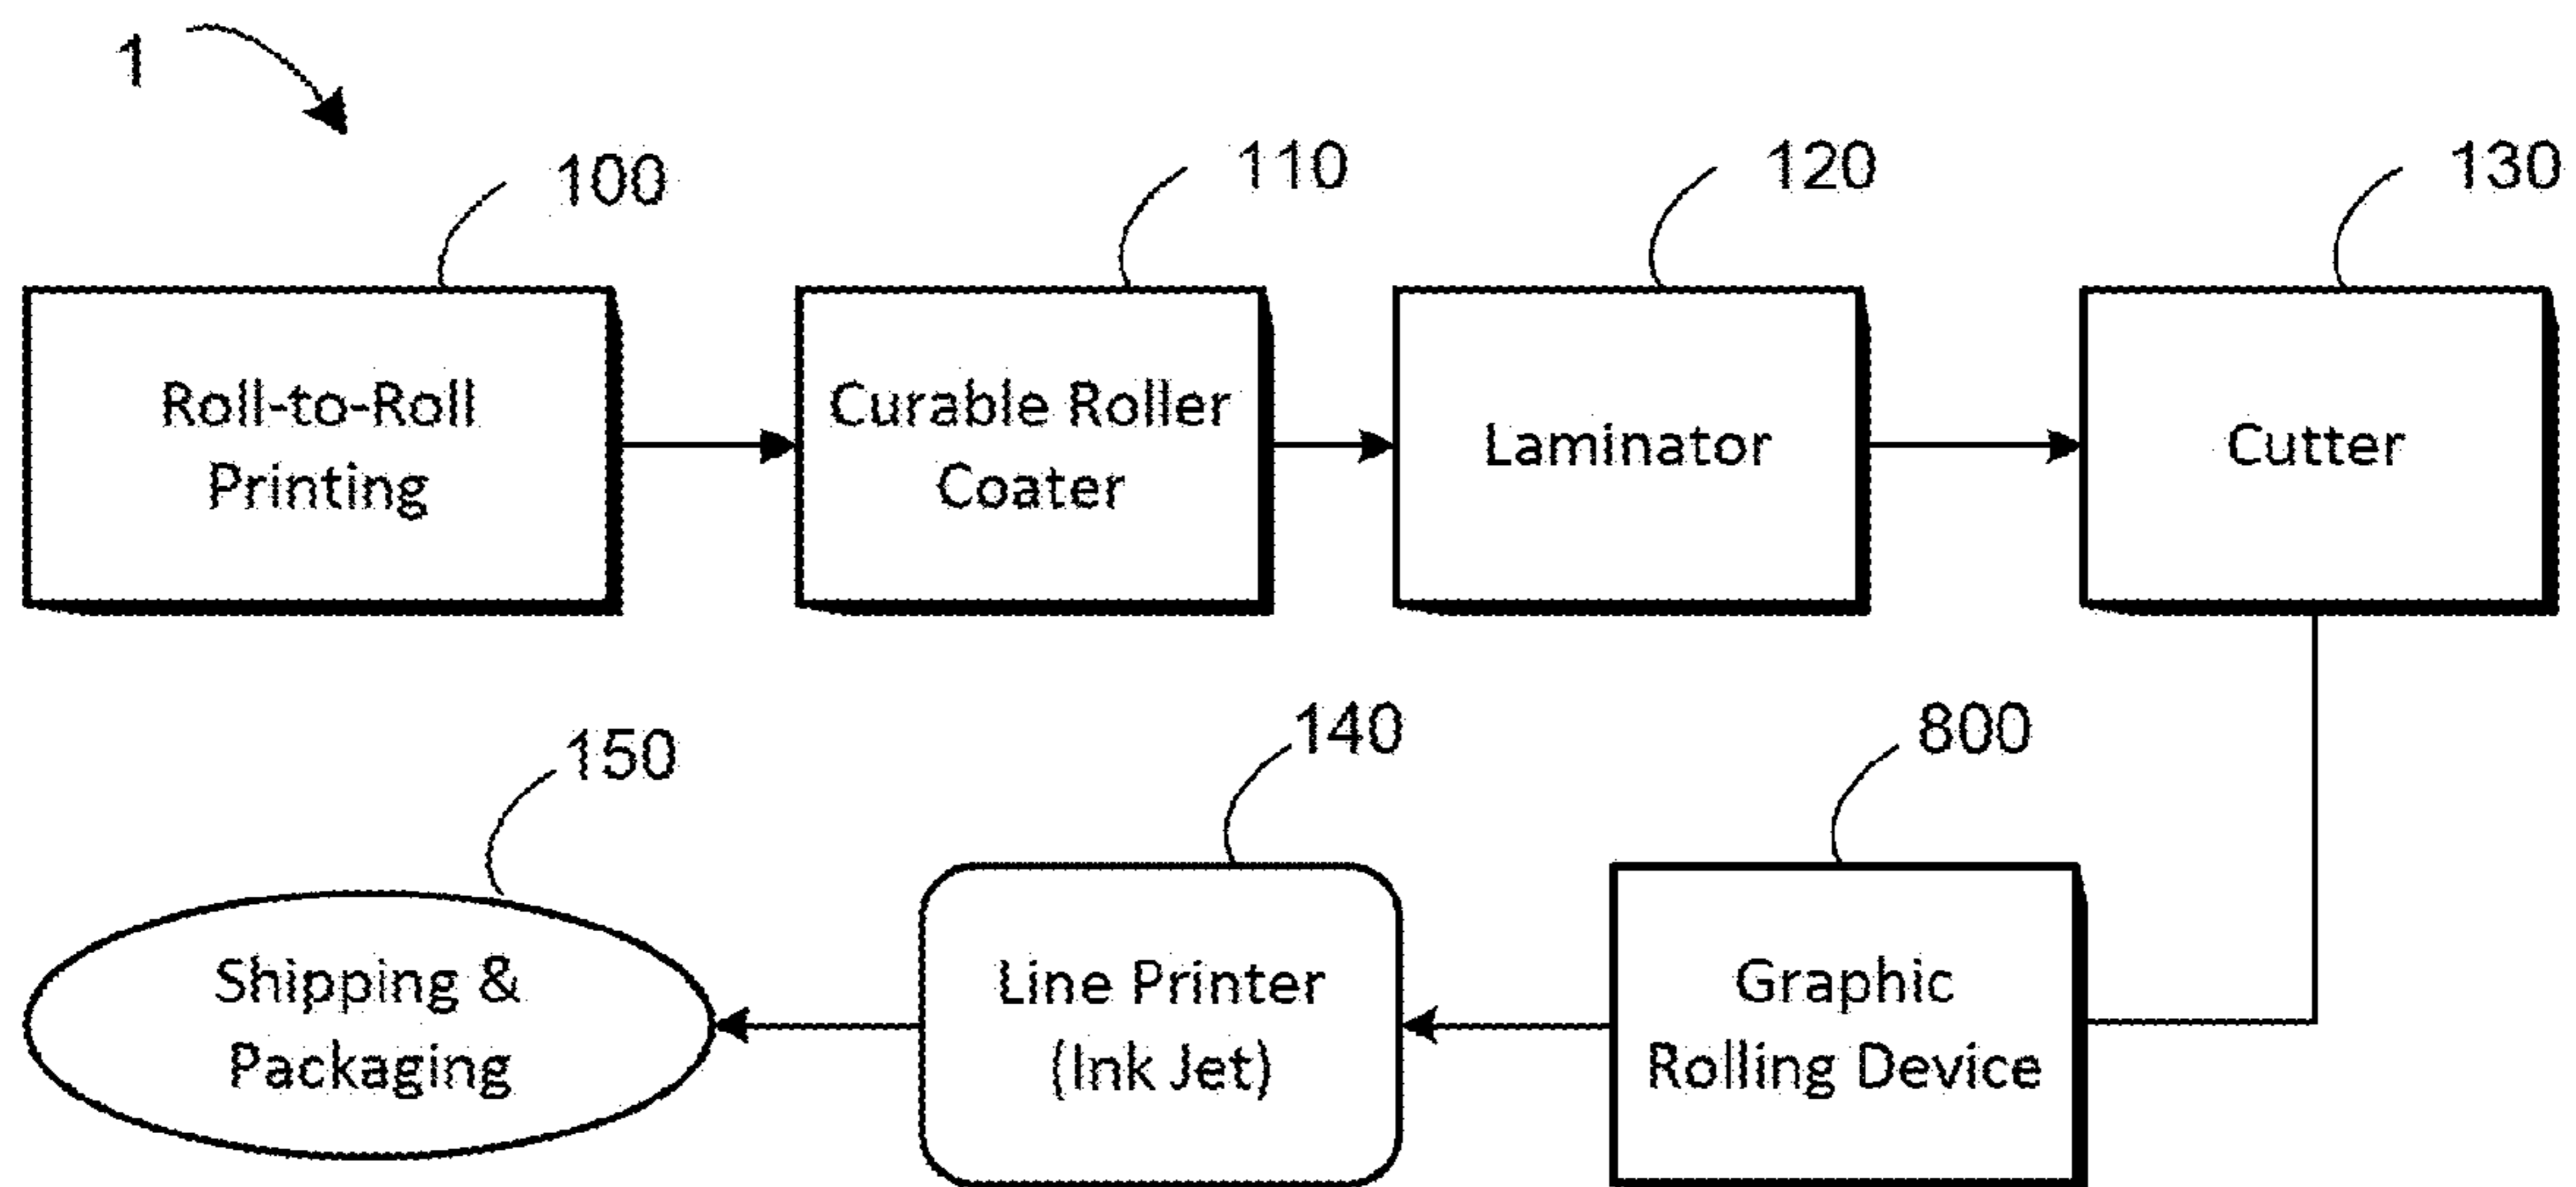 1
100
110
120
130
Roll-to-Roll
Printing
Curable Roller
Coater
Laminator
Cutter
150
140
800
Shipping &
Packaging
Line Printer
(Ink Jet)
Graphic
Rolling Device